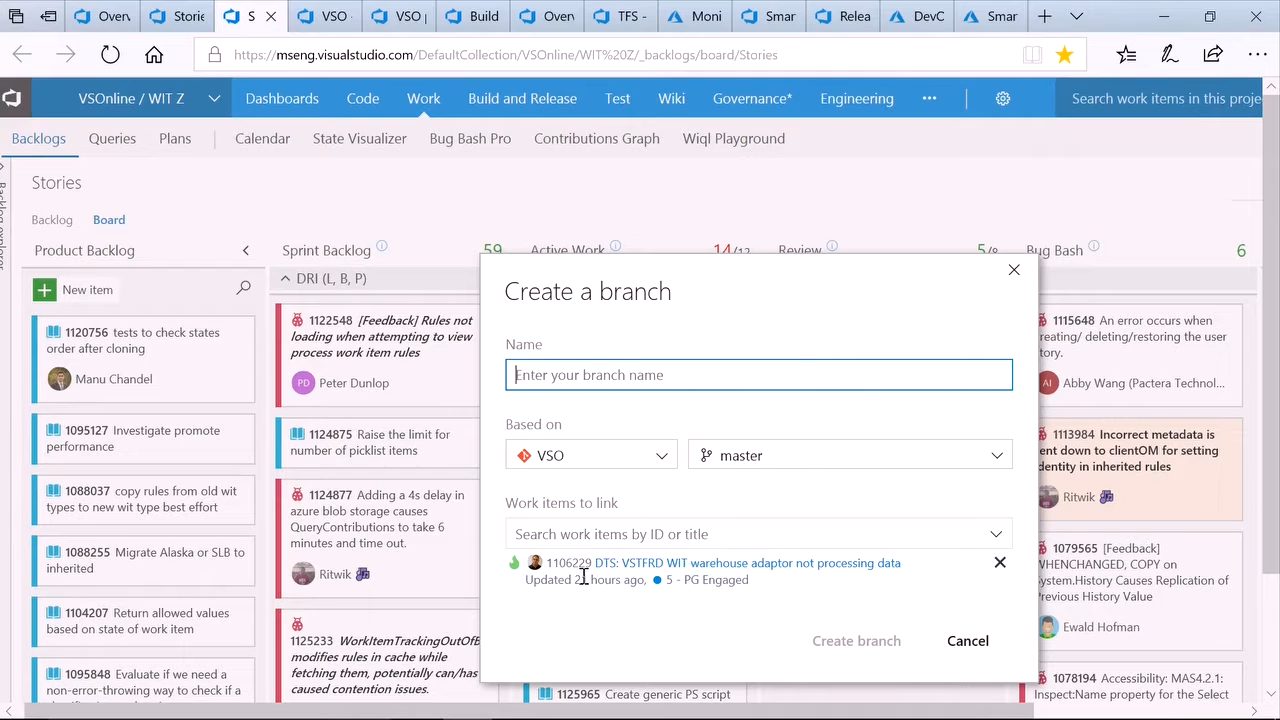 Overv
Storie
S
VSO
VSO |
Build
Overv
TFS -
Moni
Smar
Relea
DevC
Smar
https://mseng.visualstudio.com/DefaultCollection/VSOnline/WIT%20Z/_backlogs/board/Stories
VSOnline / WIT Z
Dashboards
Code
Work
Build and Release
Test
Wiki
Governance*
Engineering
Search work items in this proje
Backlogs
Queries
Plans
Calendar
State Visualizer
Bug Bash Pro
Contributions Graph
Wiql Playground
Backlog explorer
Stories
Backlog
Board
Product Backlog
New item
1120756 tests to check states
order after cloning
Manu Chandel
1095127 Investigate promote
performance
1088037 copy rules from old wit
types to new wit type best effort
1088255 Migrate Alaska or SLB to
inherited
1104207 Return allowed values
based on state of work item
1095848 Evaluate if we need a
non-error-throwing way to check if a
Sprint Backlog
59
DRI (L, B, P)
1122548 [Feedback] Rules not
loading when attempting to view
process work item rules
PD Peter Dunlop
1124875 Raise the limit for
number of picklist items
1124877 Adding a 4s delay in
azure blob storage causes
QueryContributions to take 6
minutes and time out.
Ritwik
1125233 WorkItemTrackingOutOfB
modifies rules in cache while
fetching them, potentially can/has
caused contention issues.
Active Work
14/12
Review
5/8
Bug Bash
6
Create a branch
Name
Enter your branch name
Based on
VSO
master
Work items to link
Search work items by ID or title
1106229 DTS: VSTFRD WIT warehouse adaptor not processing data
Updated 2 hours ago, 5 - PG Engaged
Create branch
Cancel
1125965 Create generic PS script
1115648 An error occurs when
reating/ deleting/restoring the user
tory.
AI Abby Wang (Pactera Technol...
1113984 Incorrect metadata is
ent down to clientOM for setting
dentity in inherited rules
Ritwik
1079565 [Feedback]
WHENCHANGED, COPY on
System.History Causes Replication of
Previous History Value
Ewald Hofman
1078194 Accessibility: MAS4.2.1:
Inspect:Name property for the Select